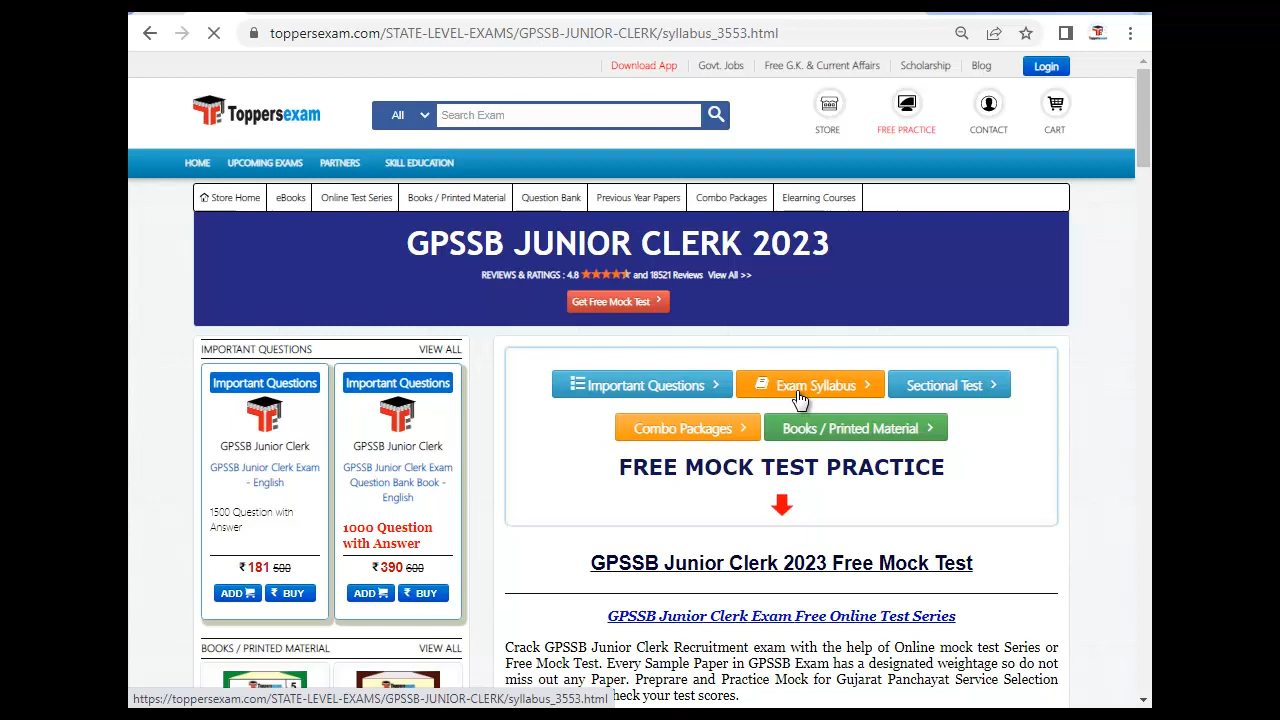 toppersexam.com/STATE-LEVEL-EXAMS/GPSSB-JUNIOR-CLERK/syllabus_3553.html
Download App Govt. Jobs Free G.K. & Current Affairs Scholarship Blog Login
Toppersexam
All Search Exam
STORE FREE PRACTICE CONTACT CART
HOME UPCOMING EXAMS PARTNERS SKILL EDUCATION
Store Home eBooks Online Test Series Books / Printed Material Question Bank Previous Year Papers Combo Packages Elearning Courses
GPSSB JUNIOR CLERK 2023
REVIEWS & RATINGS : 4.8 and 18521 Reviews View All >>
Get Free Mock Test >
IMPORTANT QUESTIONS VIEW ALL
Important Questions
GPSSB Junior Clerk
GPSSB Junior Clerk Exam
- English
1500 Question with
Answer
₹ 181 500
ADD ₹ BUY
Important Questions
GPSSB Junior Clerk
GPSSB Junior Clerk Exam
Question Bank Book -
English
1000 Question
with Answer
₹ 390 600
ADD ₹ BUY
BOOKS / PRINTED MATERIAL VIEW ALL
Toppersexam 5
Toppersexam
Important Questions > Exam Syllabus > Sectional Test >
Combo Packages > Books / Printed Material >
FREE MOCK TEST PRACTICE
GPSSB Junior Clerk 2023 Free Mock Test
GPSSB Junior Clerk Exam Free Online Test Series
Crack GPSSB Junior Clerk Recruitment exam with the help of Online mock test Series or
Free Mock Test. Every Sample Paper in GPSSB Exam has a designated weightage so do not
miss out any Paper. Preprare and Practice Mock for Gujarat Panchayat Service Selection
check your test scores.
https://toppersexam.com/STATE-LEVEL-EXAMS/GPSSB-JUNIOR-CLERK/syllabus_3553.html